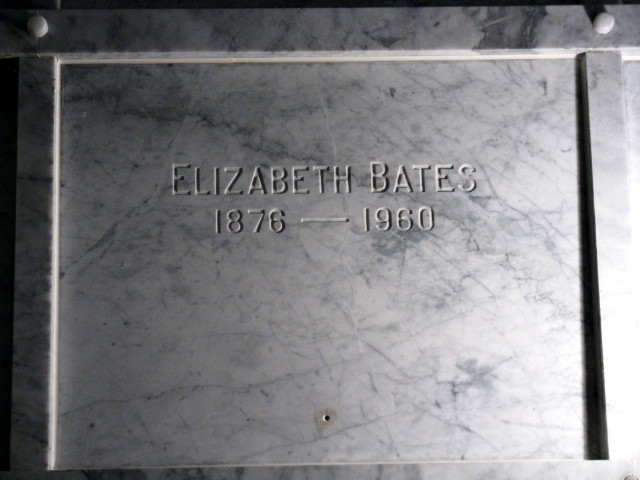 ELIZABETH BATES
1876 — 1960